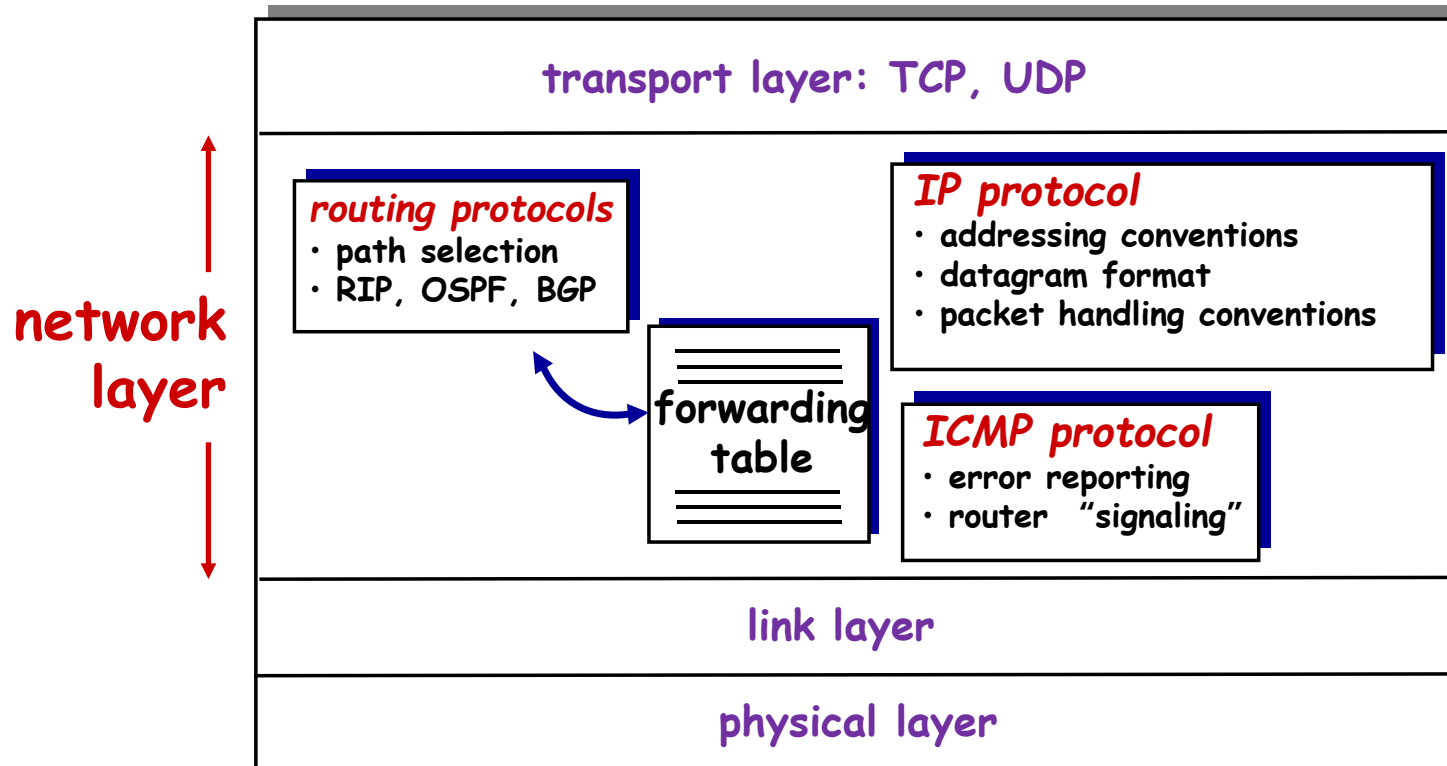 transport layer: TCP, UDP
network
layer
routing protocols
· path selection
· RIP, OSPF, BGP
forwarding
table
IP protocol
· addressing conventions
· datagram format
· packet handling conventions
ICMP protocol
· error reporting
· router “signaling”
link layer
physical layer